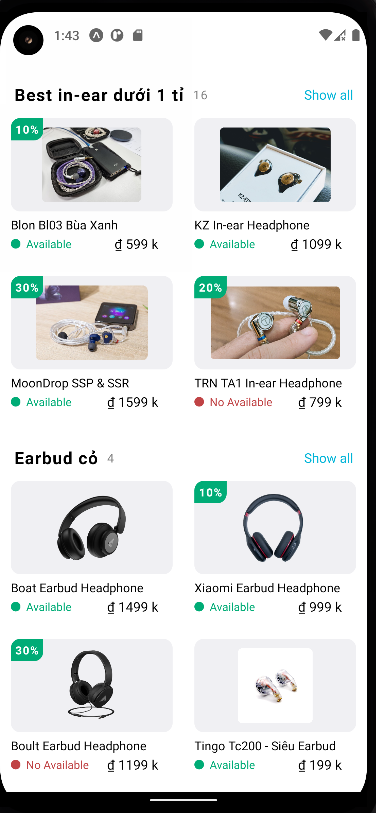 1:43
Best in-ear dưới 1 tỉ 16 Show all
10%
Blon Bl03 Bùa Xanh KZ In-ear Headphone
Available ₫ 599 k Available ₫ 1099 k
30% 20%
MoonDrop SSP & SSR TRN TA1 In-ear Headphone
Available ₫ 1599 k No Available ₫ 799 k
Earbud cỏ 4 Show all
10%
Boat Earbud Headphone Xiaomi Earbud Headphone
Available ₫ 1499 k Available ₫ 999 k
30%
Boult Earbud Headphone Tingo Tc200 - Siêu Earbud
No Available ₫ 1199 k Available ₫ 199 k